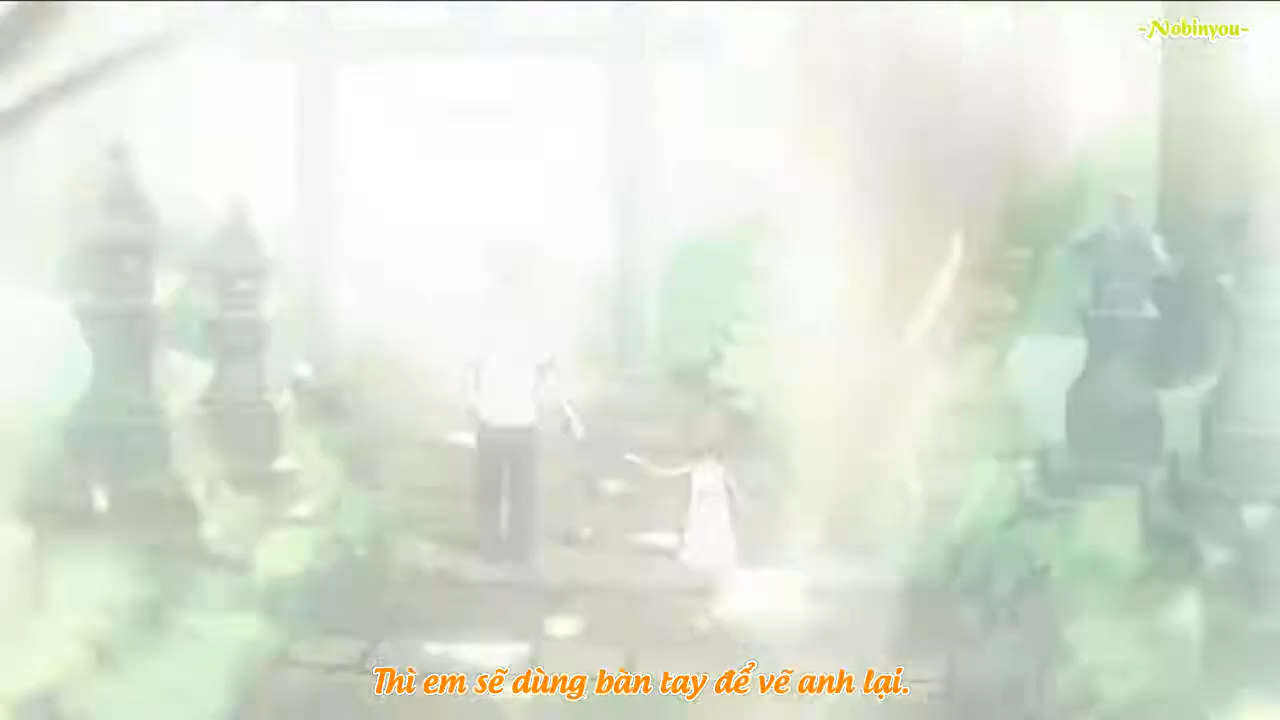 -Nobinyou-
Thì em sẽ dùng bàn tay để vẽ anh lại.